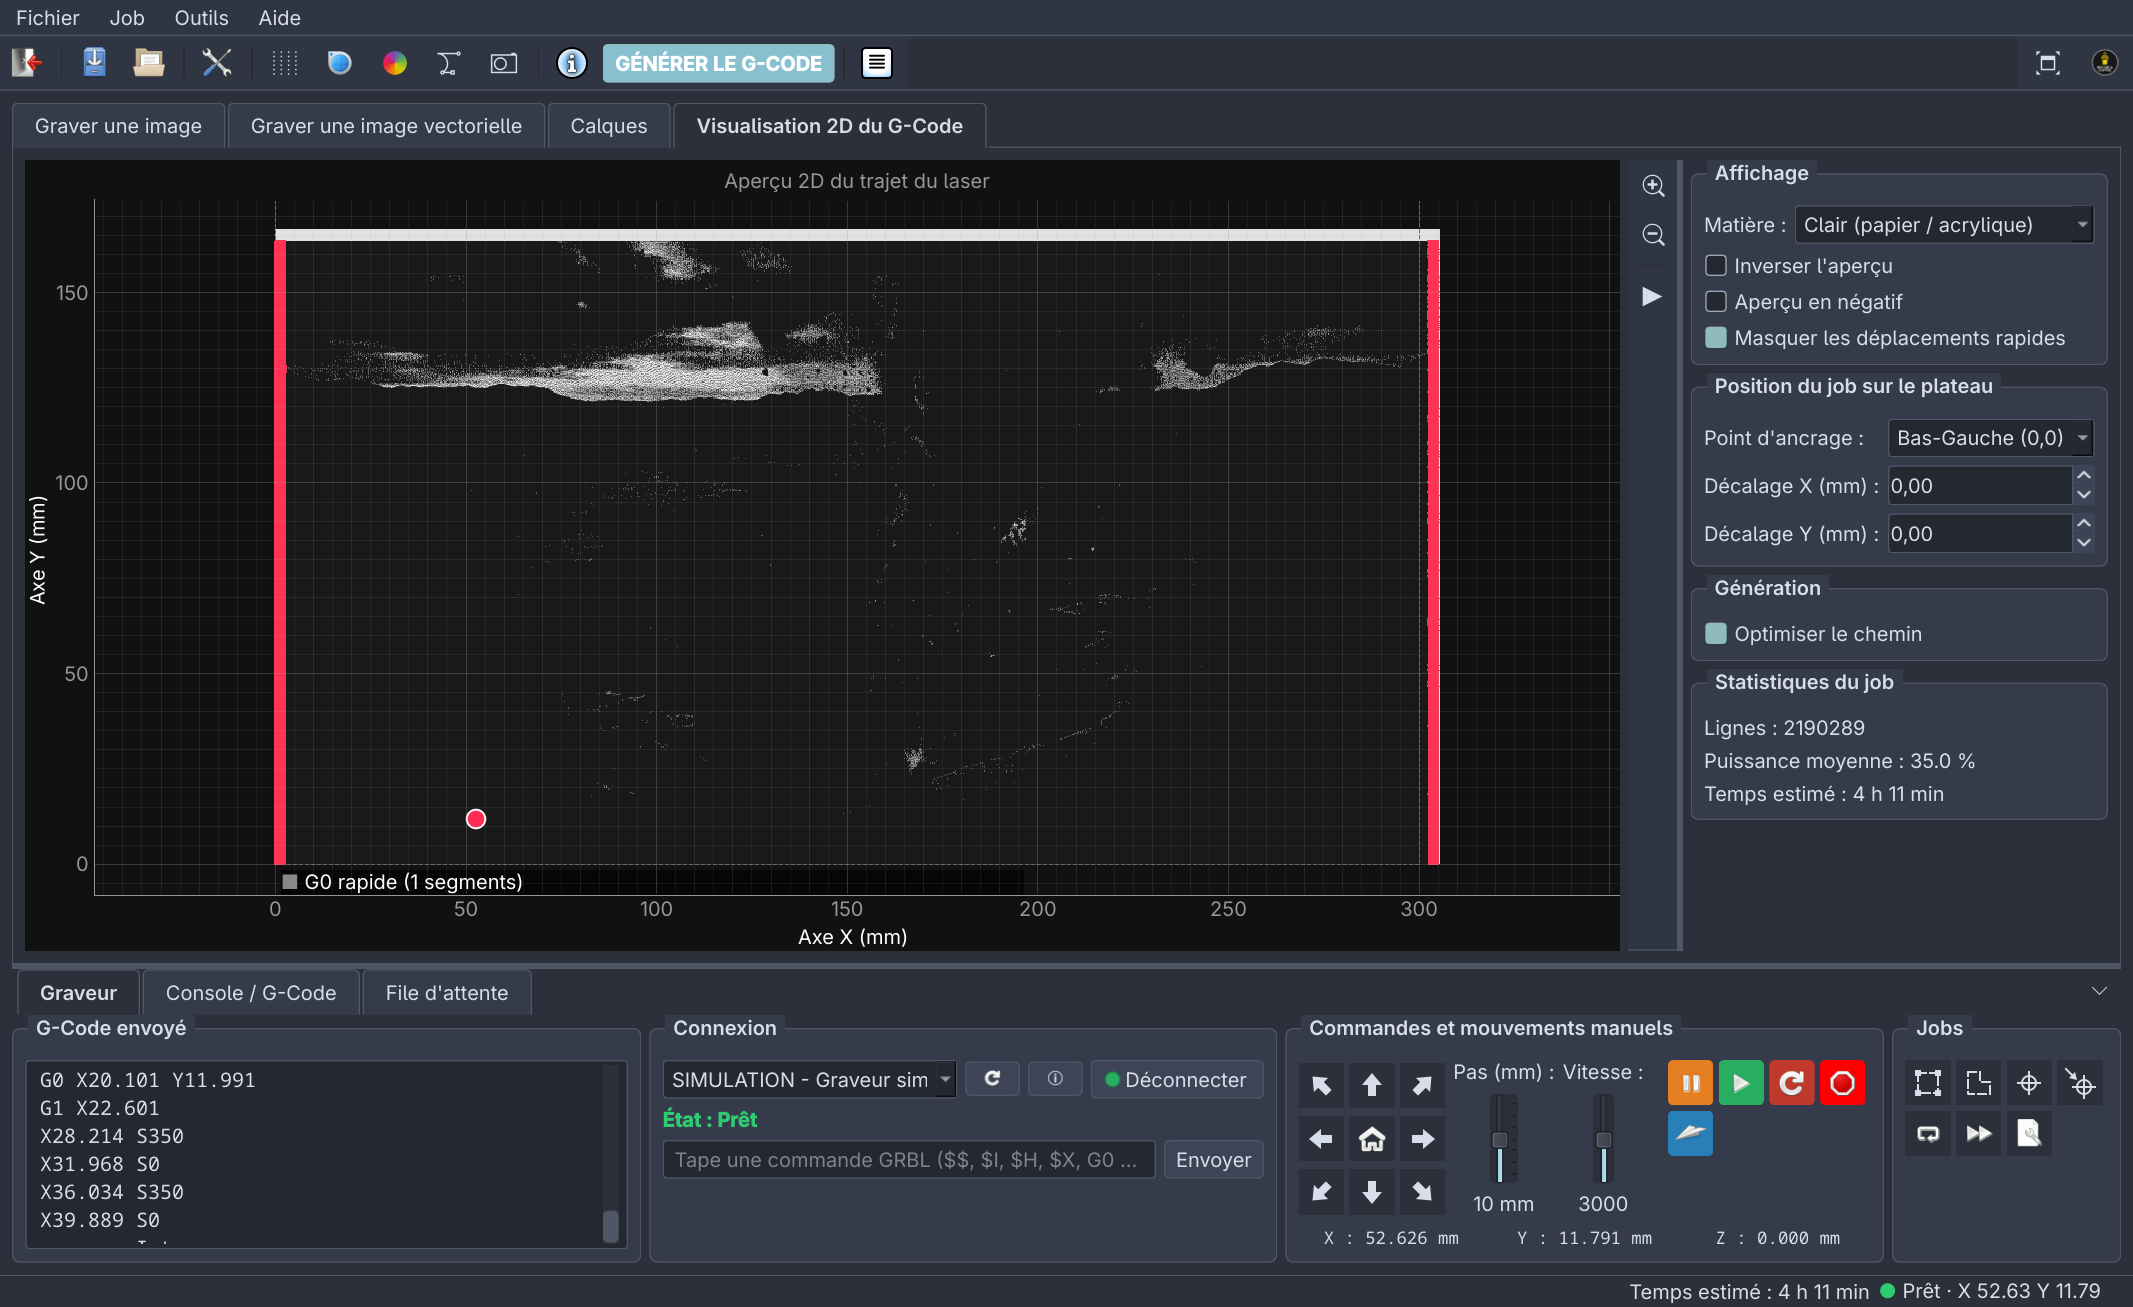 Fichier Job Outils Aide
GÉNÉRER LE G-CODE
Graver une image Graver une image vectorielle Calques Visualisation 2D du G-Code
Aperçu 2D du trajet du laser
150
100
50
0
Axe Y (mm)
G0 rapide (1 segments)
0 50 100 150 200 250 300
Axe X (mm)
Affichage
Matière : Clair (papier / acrylique)
Inverser l'aperçu
Aperçu en négatif
Masquer les déplacements rapides
Position du job sur le plateau
Point d'ancrage : Bas-Gauche (0,0)
Décalage X (mm) : 0,00
Décalage Y (mm) : 0,00
Génération
Optimiser le chemin
Statistiques du job
Lignes : 2190289
Puissance moyenne : 35.0 %
Temps estimé : 4 h 11 min
Graveur Console / G-Code File d'attente
G-Code envoyé
G0 X20.101 Y11.991
G1 X22.601
X28.214 S350
X31.968 S0
X36.034 S350
X39.889 S0
Connexion
SIMULATION - Graveur sim Déconnecter
État : Prêt
Tape une commande GRBL ($$, $I, $H, $X, G0 ... Envoyer
Commandes et mouvements manuels
Pas (mm) : Vitesse :
10 mm 3000
X : 52.626 mm Y : 11.791 mm Z : 0.000 mm
Jobs
Temps estimé : 4 h 11 min Prêt · X 52.63 Y 11.79